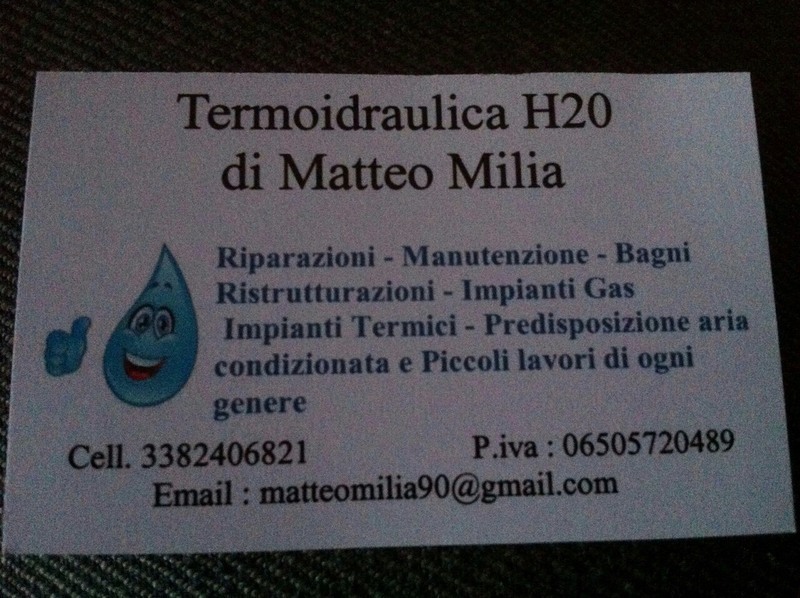 Termoidraulica H20
di Matteo Milia
Riparazioni - Manutenzione - Bagni
Ristrutturazioni - Impianti Gas
Impianti Termici - Predisposizione aria
condizionata e Piccoli lavori di ogni
genere
Cell. 3382406821
P.iva : 06505720489
Email : matteomilia90@gmail.com